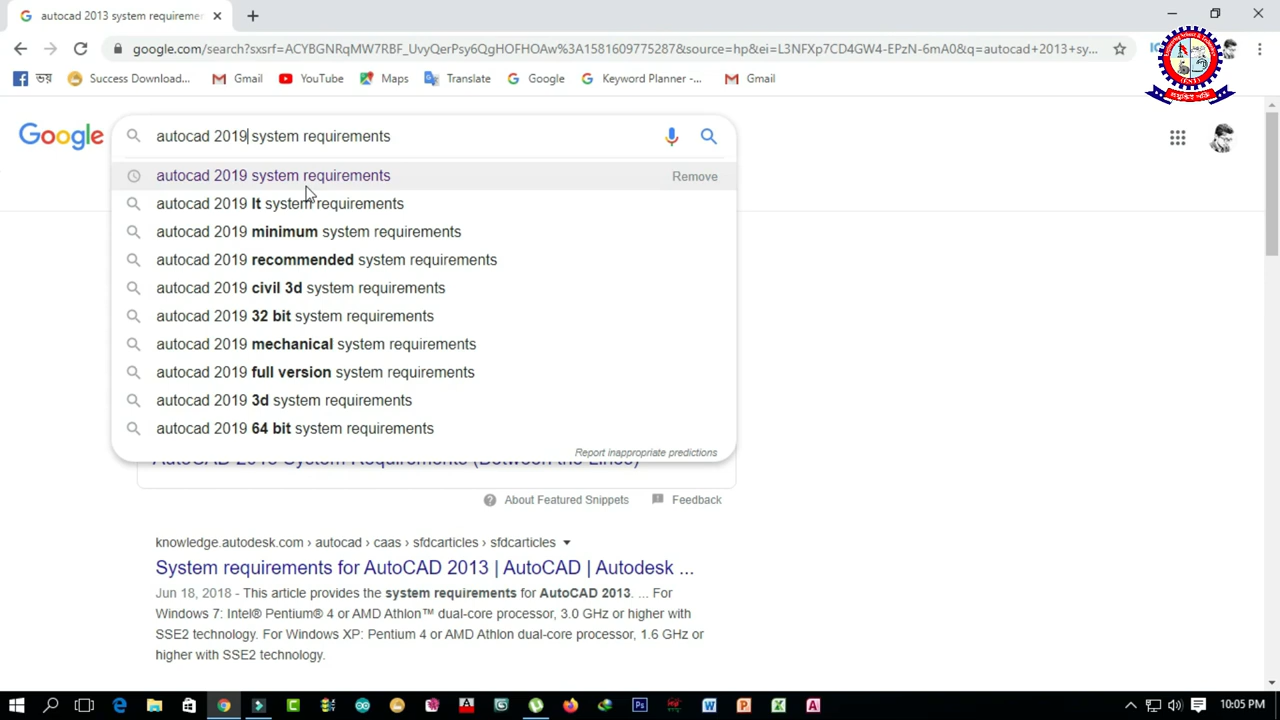 autocad 2013 system requireme
google.com/search?sxsrf=ACYBGNRqMW7RBF_UvyQerPsy6CgHOFHOAw%3A1581609775287&source=hp&ei=L3NFXp7CD4GW4-EPzN-6mA0&q=autocad+2013+sy...
ভয় Success Download... Gmail YouTube Maps Translate Google Keyword Planner -... Gmail
Google autocad 2019 system requirements
autocad 2019 system requirements Remove
autocad 2019 lt system requirements
autocad 2019 minimum system requirements
autocad 2019 recommended system requirements
autocad 2019 civil 3d system requirements
autocad 2019 32 bit system requirements
autocad 2019 mechanical system requirements
autocad 2019 full version system requirements
autocad 2019 3d system requirements
autocad 2019 64 bit system requirements
Report inappropriate predictions
About Featured Snippets Feedback
knowledge.autodesk.com › autocad › caas › sfdcarticles › sfdcarticles
System requirements for AutoCAD 2013 | AutoCAD | Autodesk ...
Jun 18, 2018 - This article provides the system requirements for AutoCAD 2013. ... For
Windows 7: Intel® Pentium® 4 or AMD Athlon™ dual-core processor, 3.0 GHz or higher with
SSE2 technology. For Windows XP: Pentium 4 or AMD Athlon dual-core processor, 1.6 GHz or
higher with SSE2 technology.
10:05 PM